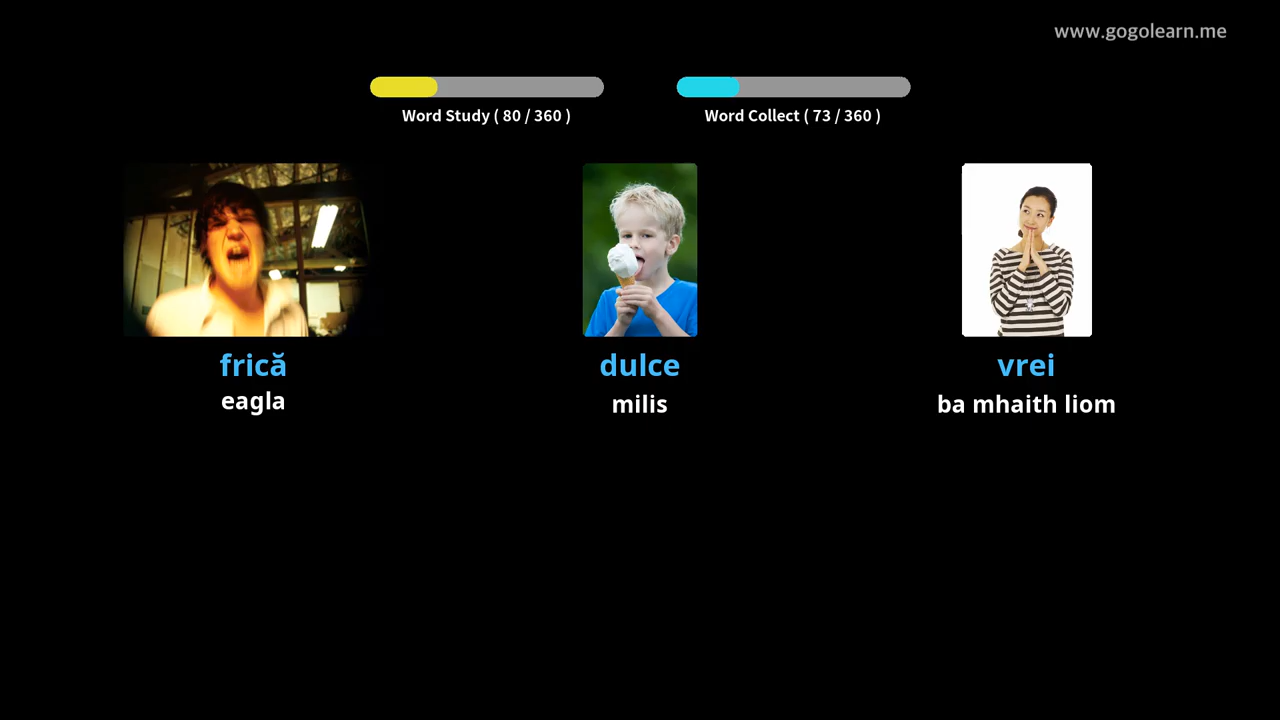 www.gogolearn.me
Word Study ( 80 / 360 )
Word Collect ( 73 / 360 )
frică
dulce
vrei
eagla
milis
ba mhaith liom